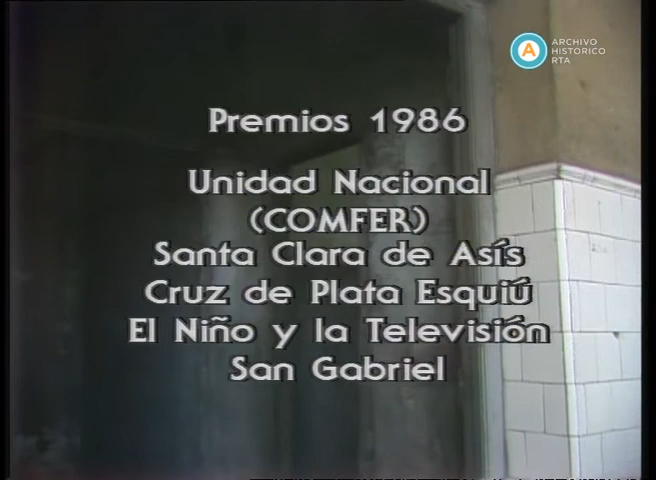 A ARCHIVO
HISTORICO
RTA
Premios 1986
Unidad Nacional
(COMFER)
Santa Clara de Asís
Cruz de Plata Esquiú
El Niño y la Televisión
San Gabriel